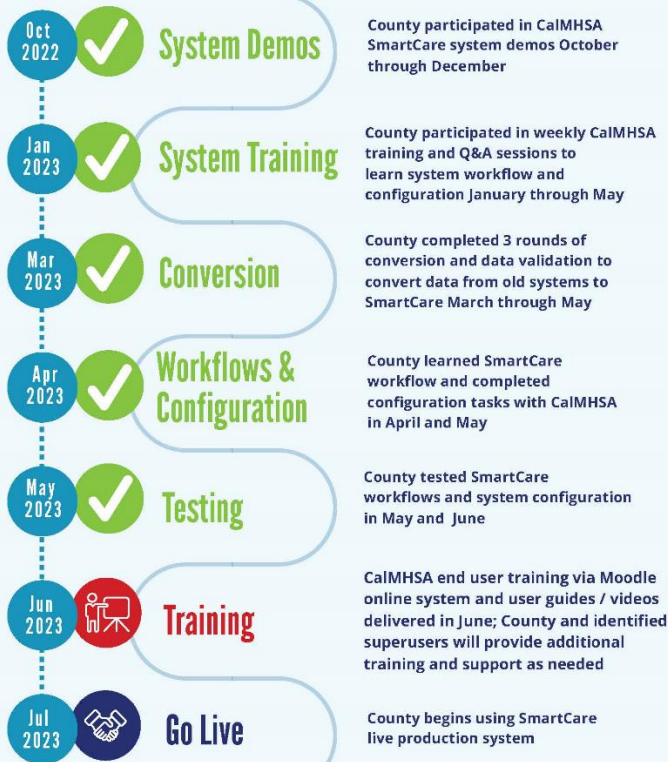 Oct
2022
System Demos
County participated in CalMHSA
SmartCare system demos October
through December
Jan
2023
System Training
County participated in weekly CalMHSA
training and Q&A sessions to
learn system workflow and
configuration January through May
Mar
2023
Conversion
County completed 3 rounds of
conversion and data validation to
convert data from old systems to
SmartCare March through May
Apr
2023
Workflows &
Configuration
County learned SmartCare
workflow and completed
configuration tasks with CalMHSA
in April and May
May
2023
Testing
County tested SmartCare
workflows and system configuration
in May and June
Jun
2023
Training
CalMHSA end user training via Moodle
online system and user guides / videos
delivered in June; County and identified
superusers will provide additional
training and support as needed
Jul
2023
Go Live
County begins using SmartCare
live production system